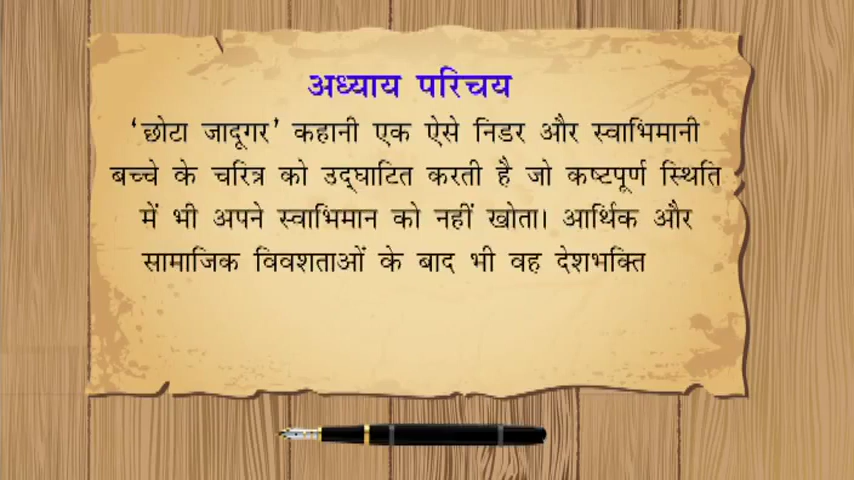 अध्याय परिचय
‘छोटा जादूगर’ कहानी एक ऐसे निडर और स्वाभिमानी
बच्चे के चरित्र को उद्‌घाटित करती है जो कष्टपूर्ण स्थिति
में भी अपने स्वाभिमान को नहीं खोता। आर्थिक और
सामाजिक विवशताओं के बाद भी वह देशभक्ति